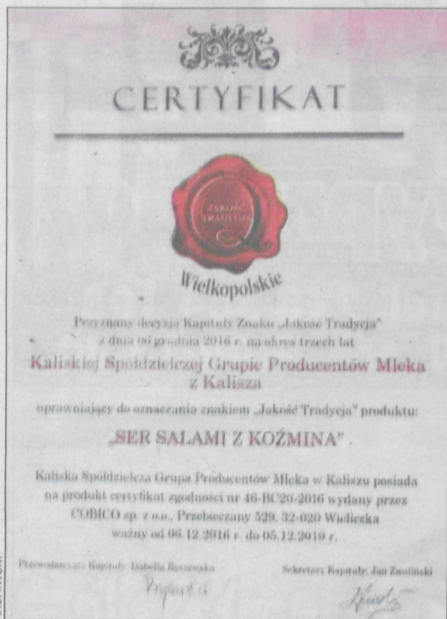 CERTYFIKAT
JAKOŚĆ
TRADYCJA
Wielkopolskie
Przyznany decyzją Kapituły Znaku „Jakość Tradycja”
z dnia 06 grudnia 2016 r. na okres trzech lat
Kaliskiej Spółdzielczej Grupie Producentów Mleka
z Kalisza
uprawniający do oznaczania znakiem „Jakość Tradycja” produktu:
„SER SALAMI Z KOŹMINA”
Kaliska Spółdzielcza Grupa Producentów Mleka w Kaliszu posiada
na produkt certyfikat zgodności nr 46-BC20-2016 wydany przez
COBICO sp. z o.o., Przebieczany 529, 32-020 Wieliczka
ważny od 06.12.2016 r. do 05.12.2019 r.
Przewodnicząca Kapituły Izabella Byszewska
Sekretarz Kapituły Jan Zwoliński